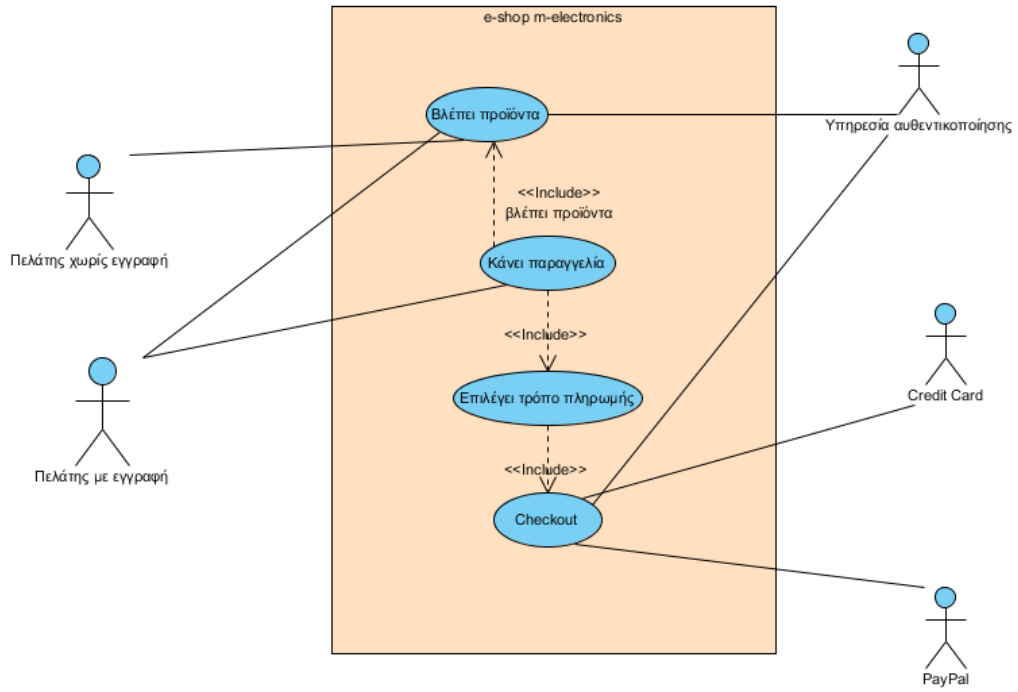 e-shop m-electronics
Βλέπει προϊόντα
Υπηρεσία αυθεντικοποίησης
<<Include>>
βλέπει προϊόντα
Πελάτης χωρίς εγγραφή
Κάνει παραγγελία
<<Include>>
Credit Card
Επιλέγει τρόπο πληρωμής
Πελάτης με εγγραφή
<<Include>>
Checkout
PayPal